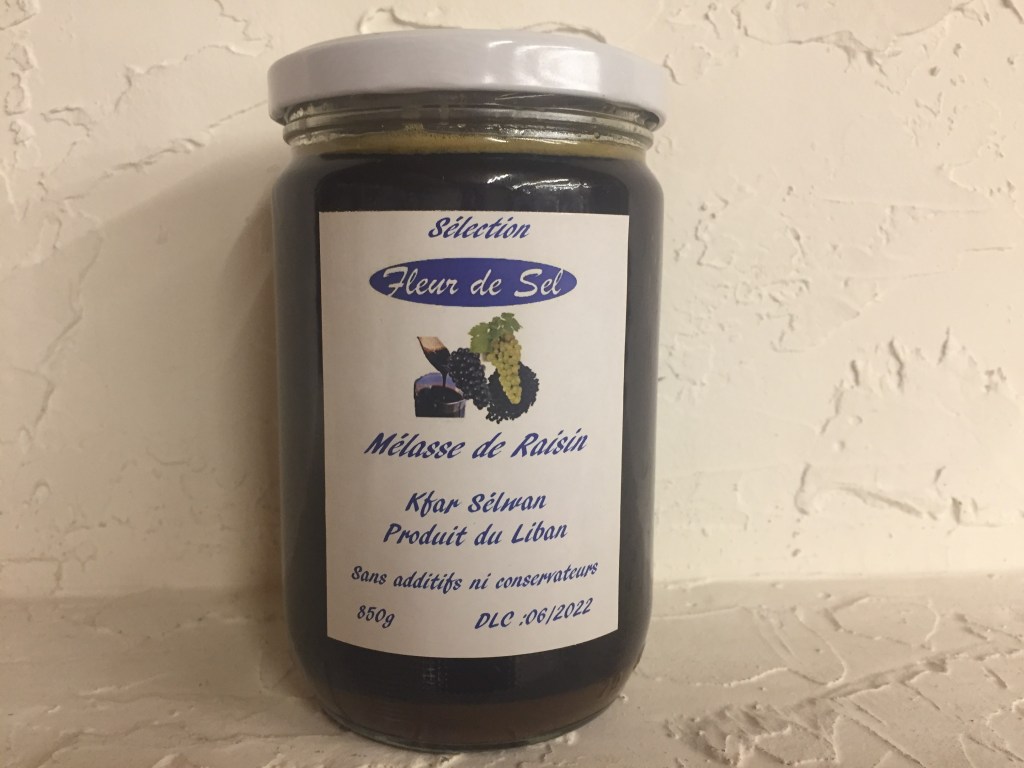 Sélection
Fleur de Sel
Mélasse de Raisin
Kfar Sélwan
Produit du Liban
Sans additifs ni conservateurs
850g DLC :06/2022